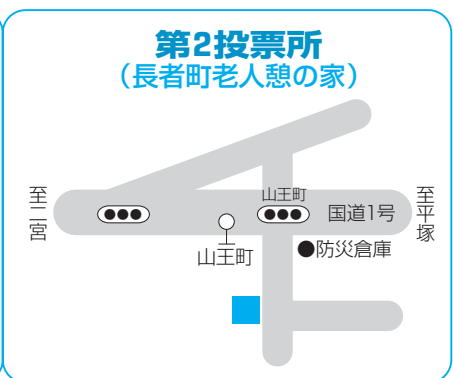 第2投票所
（長者町老人憩の家）
山王町
至二宮
国道1号
至平塚
山王町
●防災倉庫